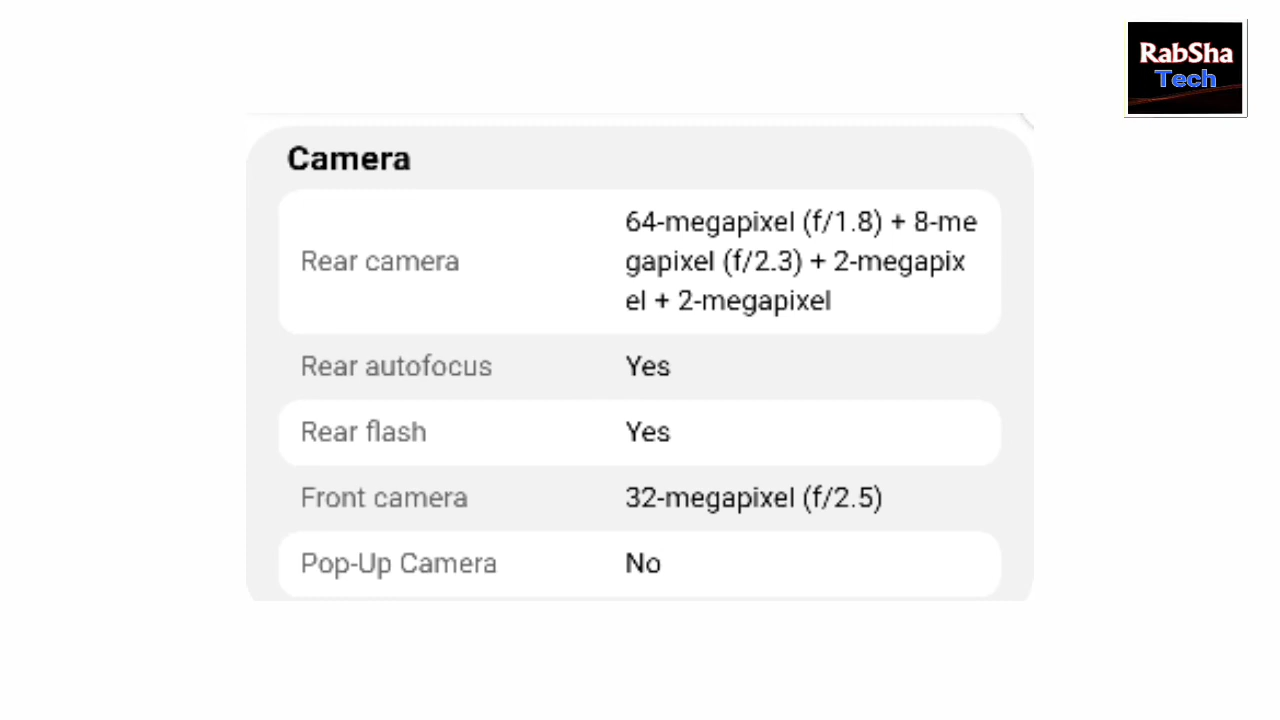 RabSha
Tech
Camera
Rear camera
64-megapixel (f/1.8) + 8-me
gapixel (f/2.3) + 2-megapix
el + 2-megapixel
Rear autofocus
Yes
Rear flash
Yes
Front camera
32-megapixel (f/2.5)
Pop-Up Camera
No